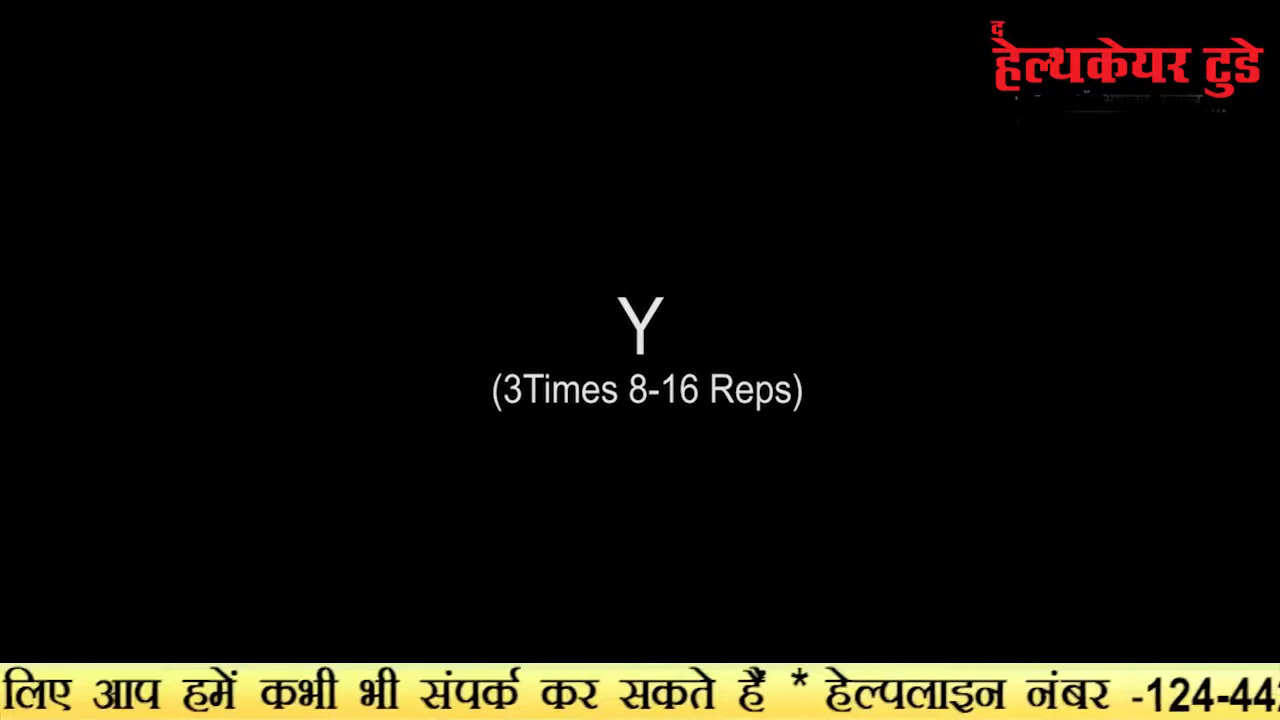 द
हेल्थकेयर टुडे
Y
(3Times 8-16 Reps)
लिए आप हमें कभी भी संपर्क कर सकते हैं * हेल्पलाइन नंबर -124-44